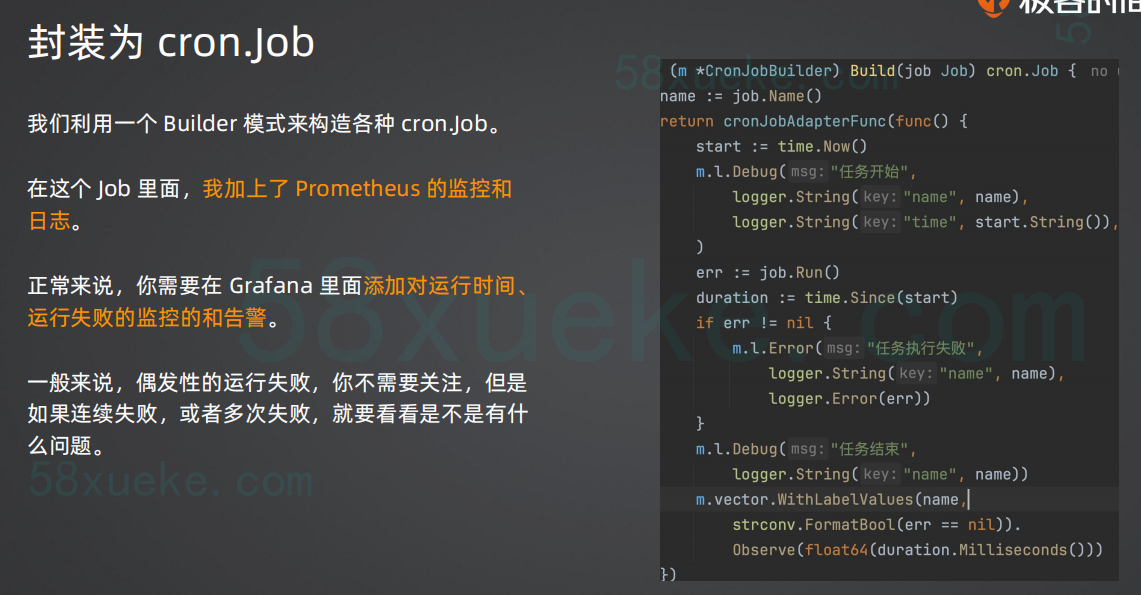 极客时间
封装为 cron.Job
我们利用一个 Builder 模式来构造各种 cron.Job。
在这个 Job 里面，我加上了 Prometheus 的监控和
日志。
正常来说，你需要在 Grafana 里面添加对运行时间、
运行失败的监控的和告警。
一般来说，偶发性的运行失败，你不需要关注，但是
如果连续失败，或者多次失败，就要看看是不是有什
么问题。
(m *CronJobBuilder) Build(job Job) cron.Job { no
name := job.Name()
return cronJobAdapterFunc(func() {
start := time.Now()
m.l.Debug( msg: "任务开始",
logger.String( key: "name", name),
logger.String( key: "time", start.String()),
)
err := job.Run()
duration := time.Since(start)
if err != nil {
m.l.Error( msg: "任务执行失败",
logger.String( key: "name", name),
logger.Error(err))
}
m.l.Debug( msg: "任务结束",
logger.String( key: "name", name))
m.vector.WithLabelValues(name,
strconv.FormatBool(err == nil)).
Observe(float64(duration.Milliseconds()))
})
58xueke.com
58xueke.com
58xueke.com
58